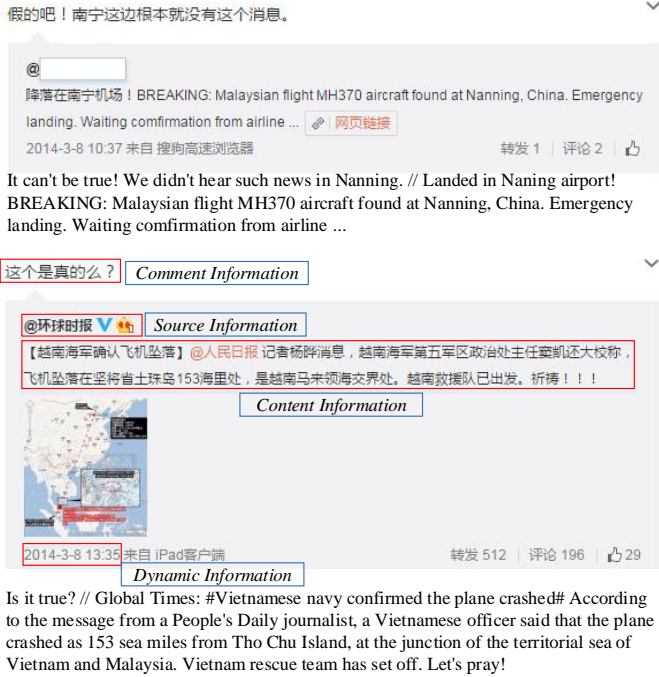 假的吧！南宁这边根本就没有这个消息。
@
降落在南宁机场！BREAKING: Malaysian flight MH370 aircraft found at Nanning, China. Emergency
landing. Waiting comfirmation from airline ... 网页链接
2014-3-8 10:37 来自 搜狗高速浏览器 转发 1 评论 2
It can't be true! We didn't hear such news in Nanning. // Landed in Naning airport!
BREAKING: Malaysian flight MH370 aircraft found at Nanning, China. Emergency
landing. Waiting comfirmation from airline ...
这个是真的么？ Comment Information
@环球时报 Source Information
【越南海军确认飞机坠落】@人民日报 记者杨晔消息，越南海军第五军区政治处主任窦凯还大校称，
飞机坠落在坚将省土珠岛153海里处，是越南马来领海交界处。越南救援队已出发。祈祷！！！
Content Information
2014-3-8 13:35 来自 iPad客户端 转发 512 评论 196 29
Dynamic Information
Is it true? // Global Times: #Vietnamese navy confirmed the plane crashed# According
to the message from a People's Daily journalist, a Vietnamese officer said that the plane
crashed as 153 sea miles from Tho Chu Island, at the junction of the territorial sea of
Vietnam and Malaysia. Vietnam rescue team has set off. Let's pray!